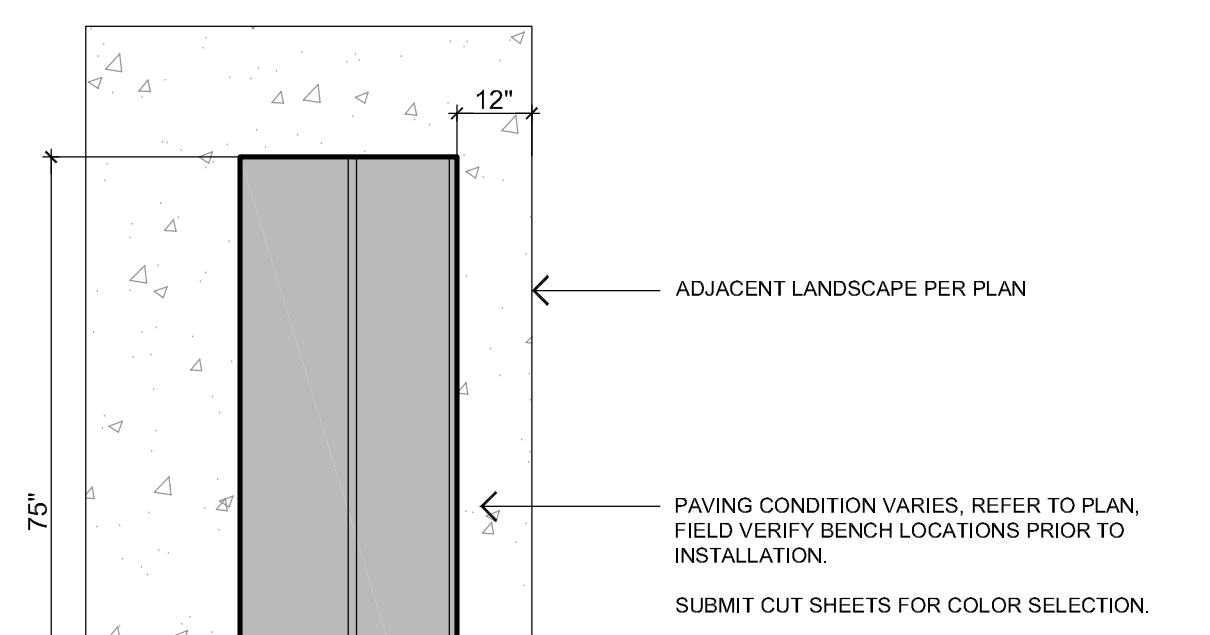 12"
ADJACENT LANDSCAPE PER PLAN
75"
PAVING CONDITION VARIES, REFER TO PLAN,
FIELD VERIFY BENCH LOCATIONS PRIOR TO
INSTALLATION.
SUBMIT CUT SHEETS FOR COLOR SELECTION.